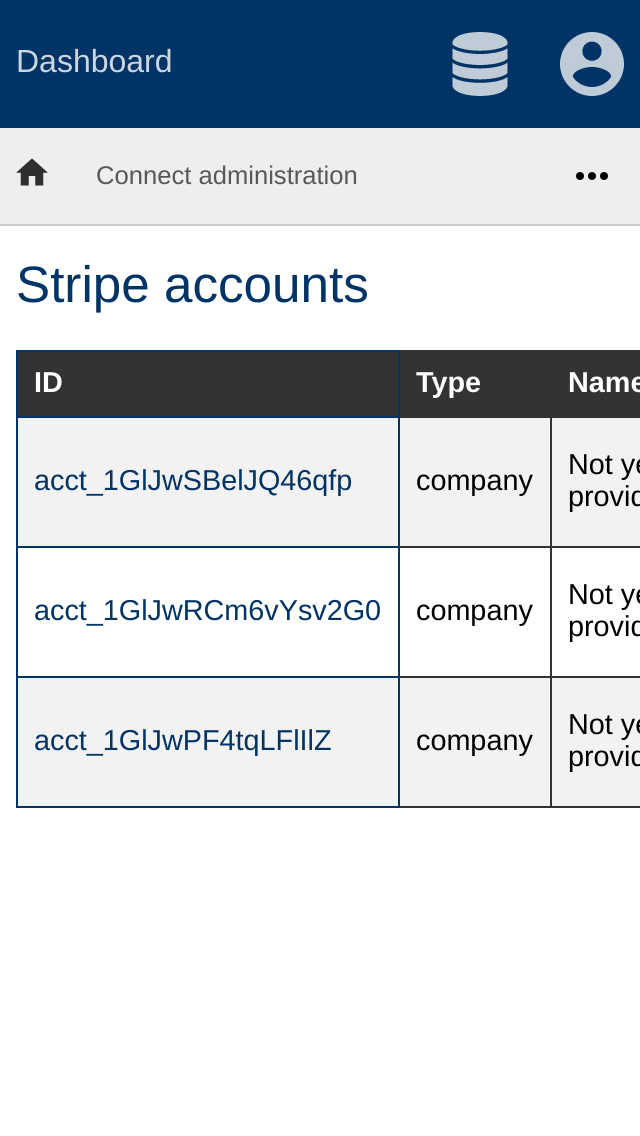 Dashboard
Connect administration
Stripe accounts
ID Type Name
acct_1GlJwSBelJQ46qfp company Not ye
provid
acct_1GlJwRCm6vYsv2G0 company Not ye
provid
acct_1GlJwPF4tqLFlIlZ company Not ye
provid